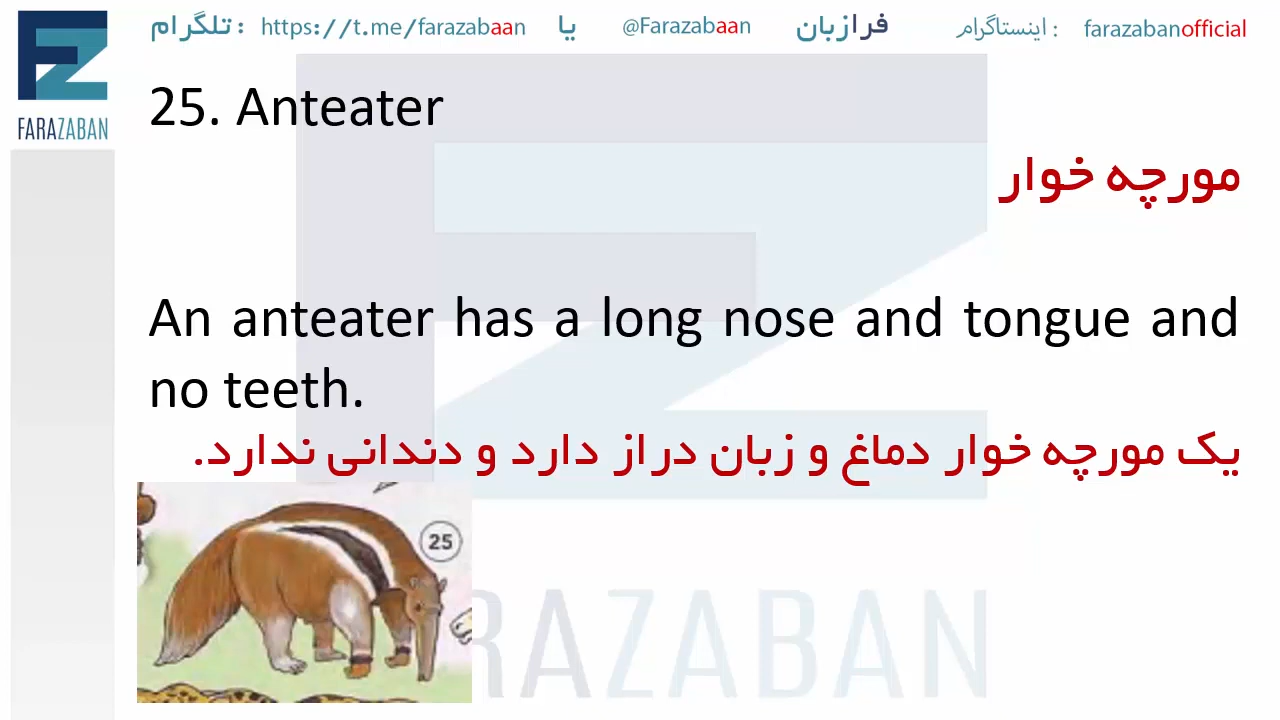 تلگرام : https://t.me/farazabaan یا @Farazabaan فرازبان اینستاگرام : farazabanofficial
FZ
FARAZABAN
25. Anteater
مورچه خوار
An anteater has a long nose and tongue and
no teeth.
یک مورچه خوار دماغ و زبان دراز دارد و دندانی ندارد.
25
RAZABAN